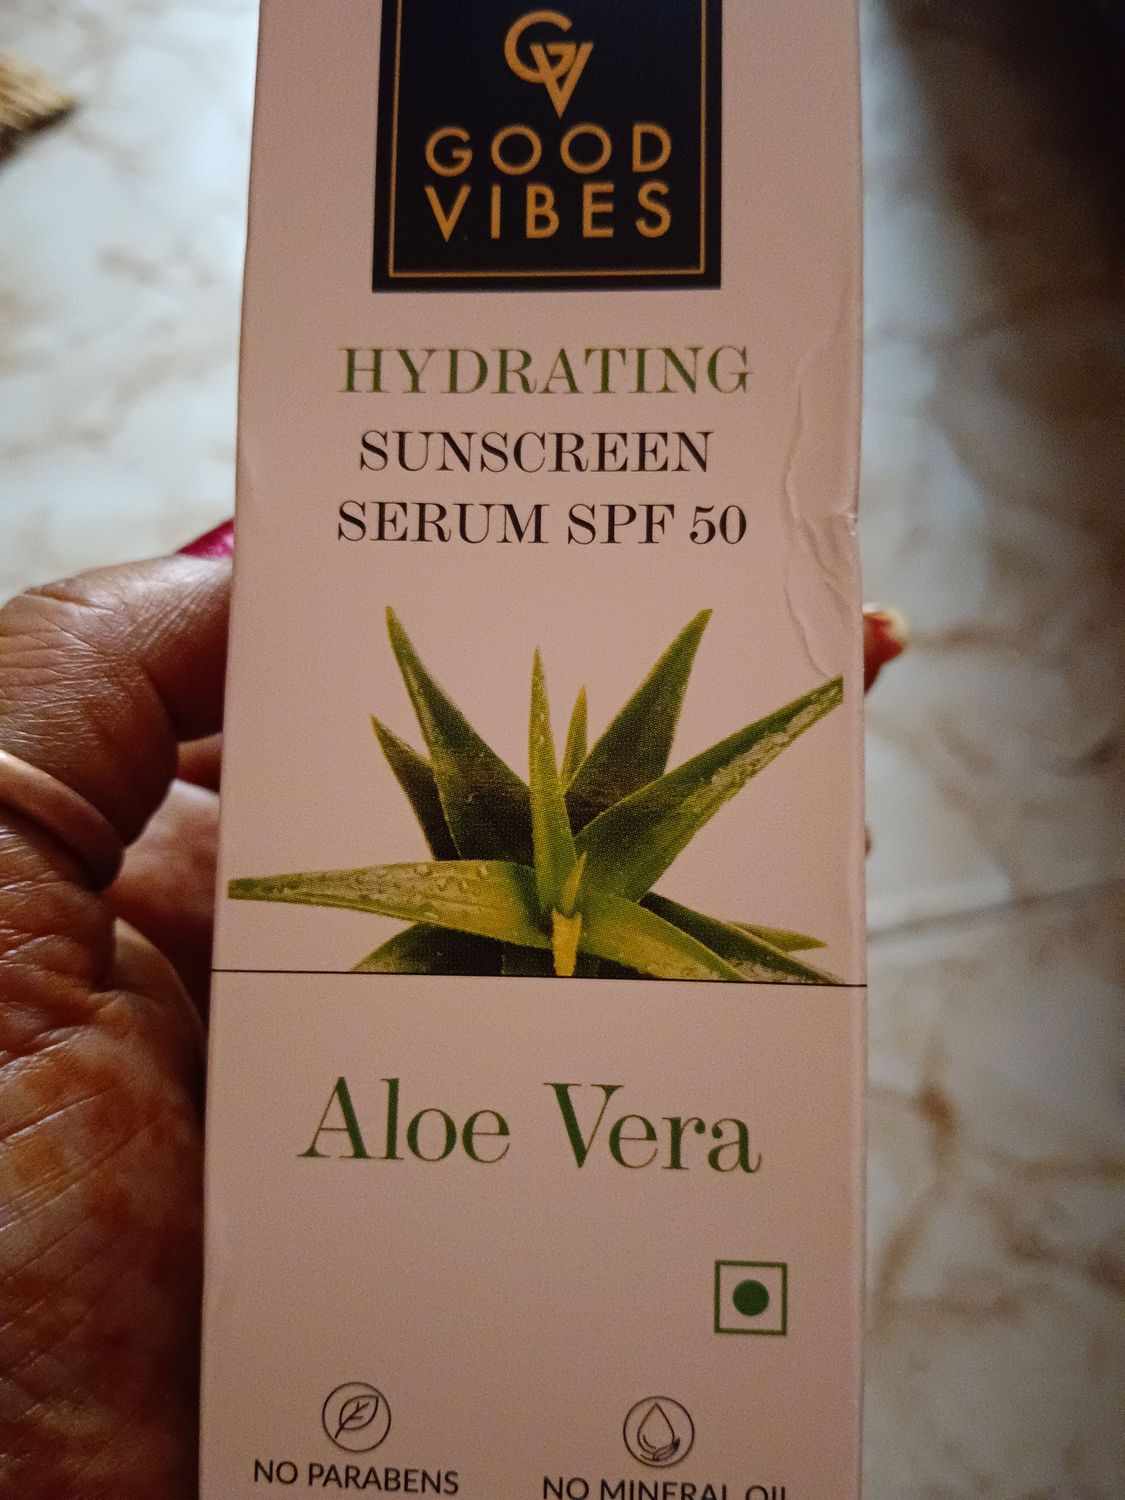 GV
GOOD
VIBES
HYDRATING
SUNSCREEN
SERUM SPF 50
Aloe Vera
NO PARABENS
NO MINERAL OIL